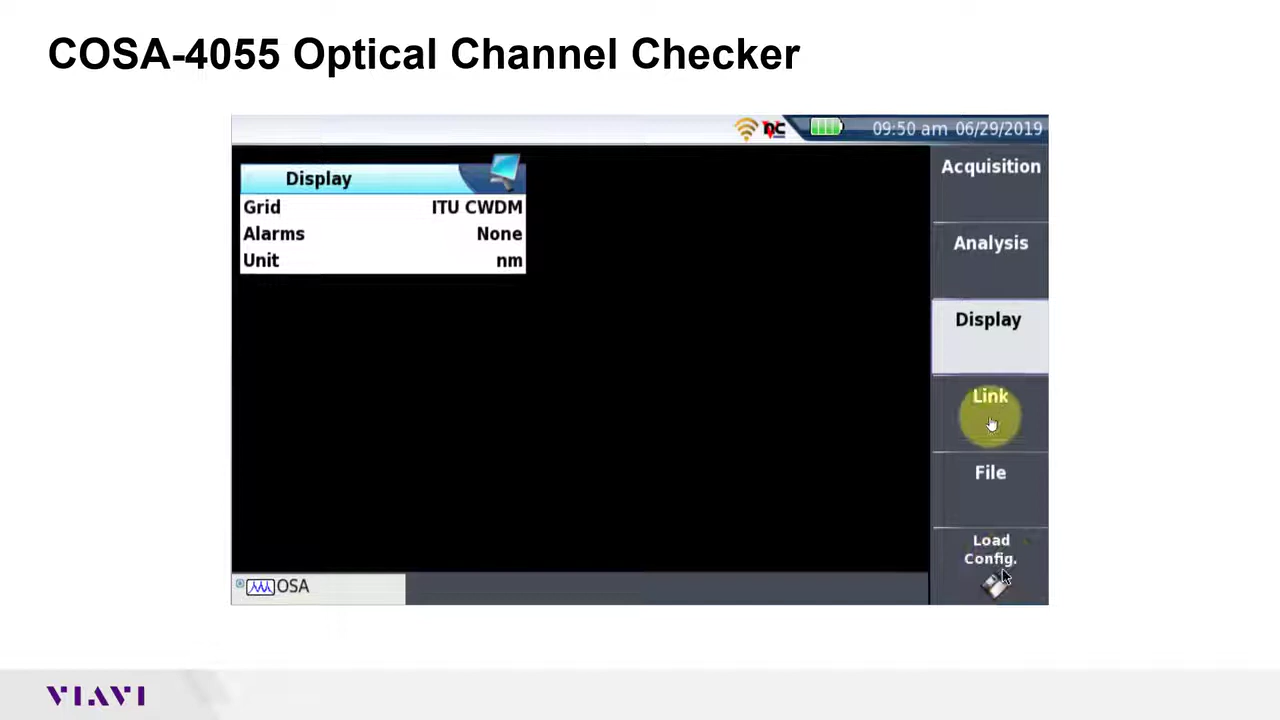 COSA-4055 Optical Channel Checker
09:50 am 06/29/2019
Display
Grid ITU CWDM
Alarms None
Unit nm
Acquisition
Analysis
Display
Link
File
Load
Config.
OSA
VIAVI